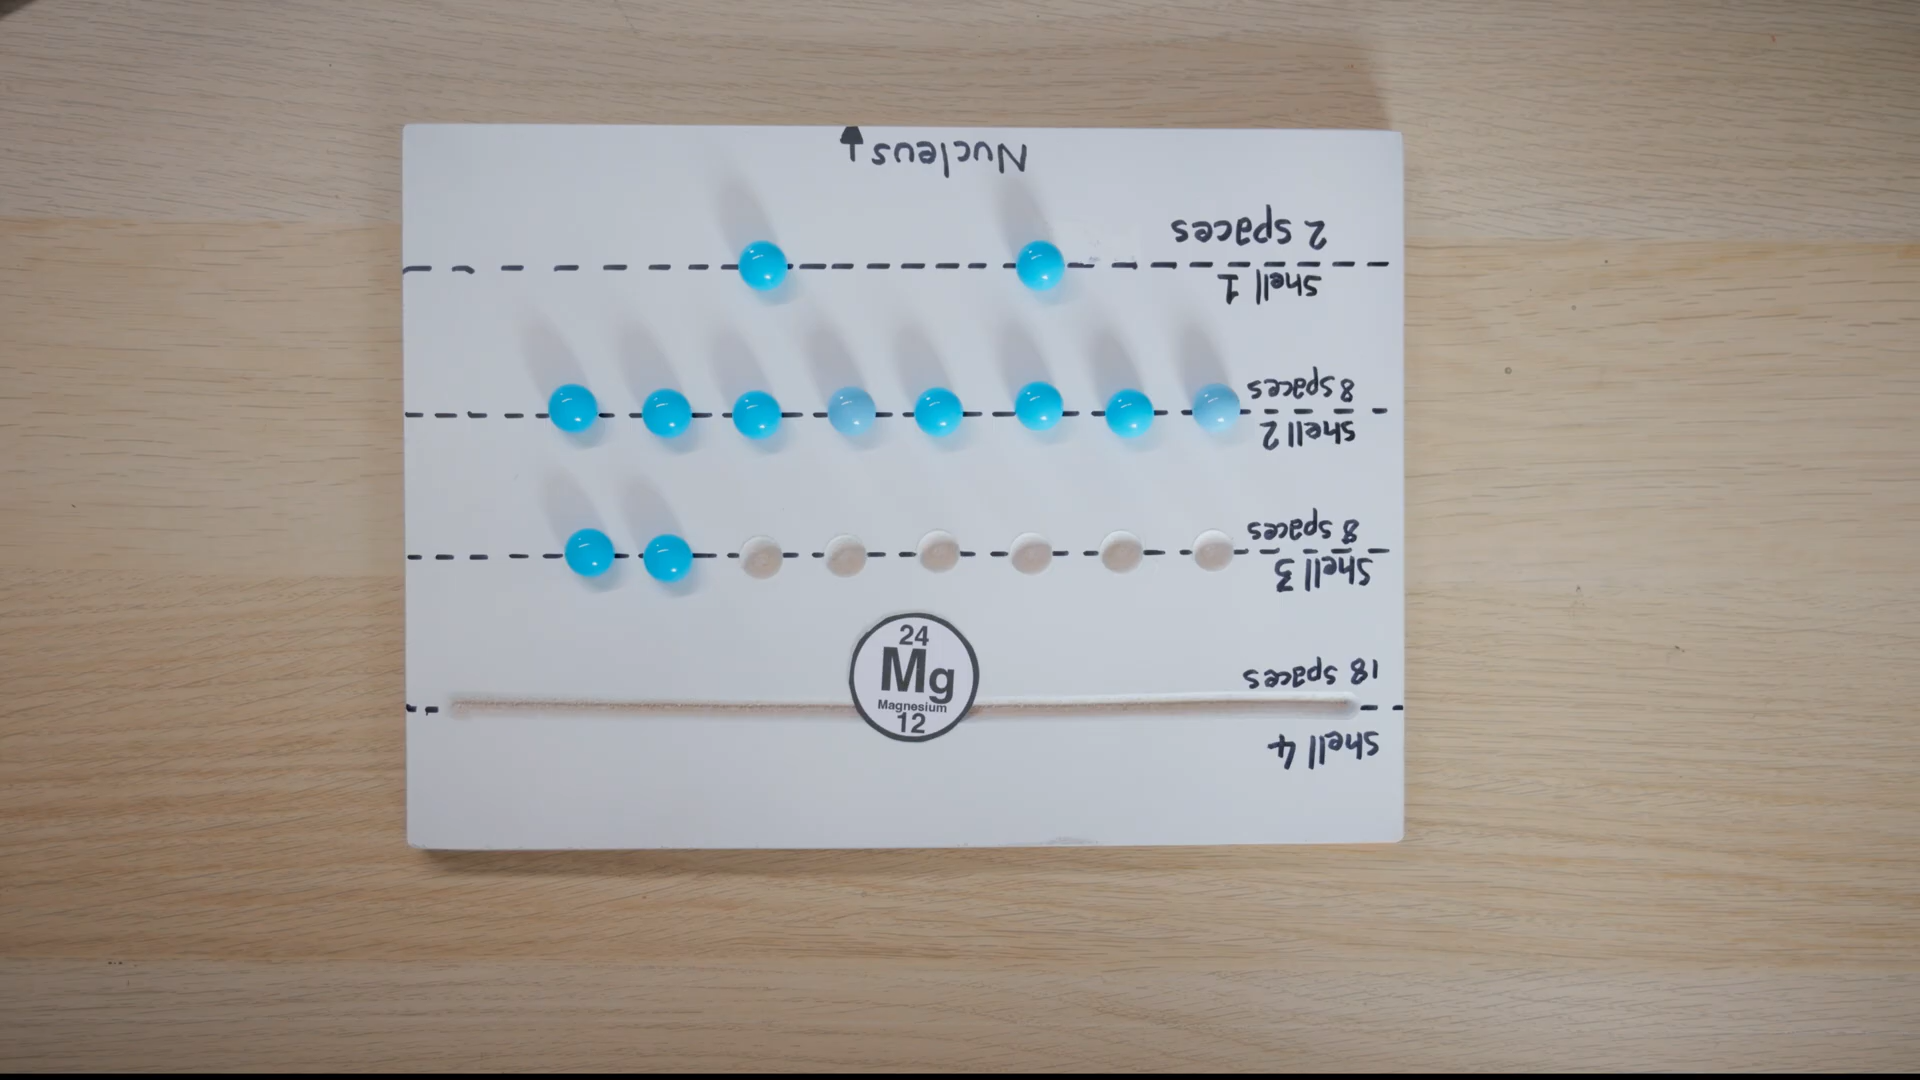 Nucleus
2 spaces
Shell 1
8 spaces
Shell 2
8 spaces
Shell 3
24
Mg
Magnesium
12
18 spaces
Shell 4